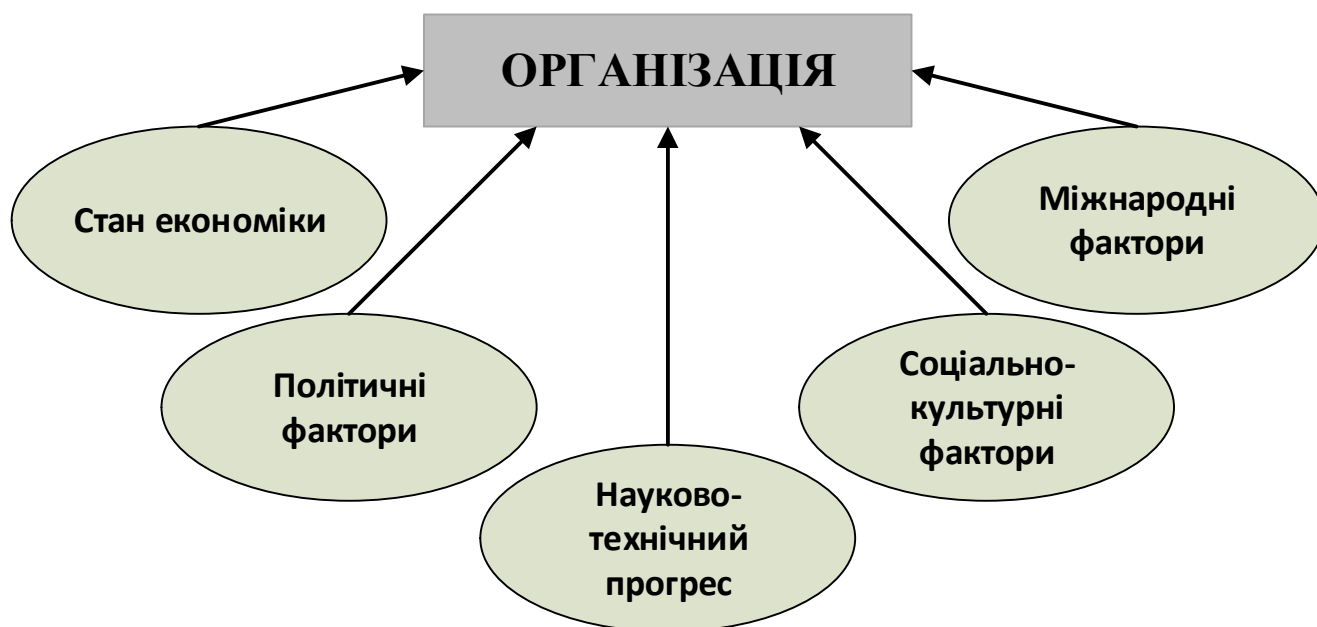 ОРГАНІЗАЦІЯ
Стан економіки
Міжнародні
фактори
Політичні
фактори
Соціально-
культурні
фактори
Науково-
технічний
прогрес